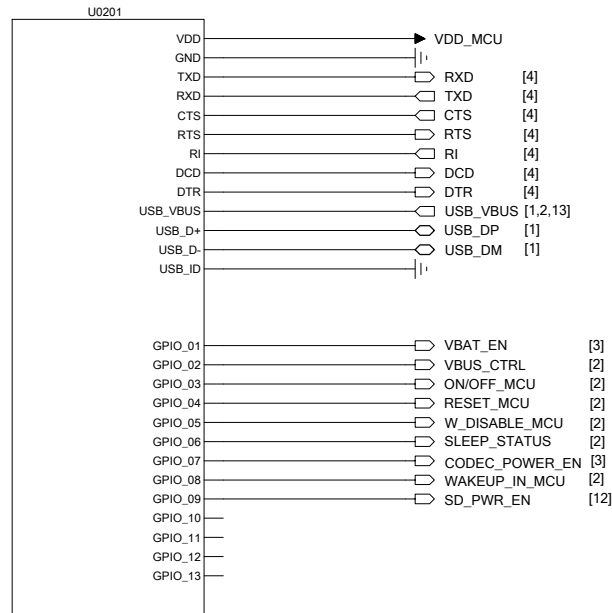 U0201
VDD VDD_MCU
GND
TXD RXD [4]
RXD TXD [4]
CTS CTS [4]
RTS RTS [4]
RI RI [4]
DCD DCD [4]
DTR DTR [4]
USB_VBUS USB_VBUS [1,2,13]
USB_D+ USB_DP [1]
USB_D- USB_DM [1]
USB_ID
GPIO_01 VBAT_EN [3]
GPIO_02 VBUS_CTRL [2]
GPIO_03 ON/OFF_MCU [2]
GPIO_04 RESET_MCU [2]
GPIO_05 W_DISABLE_MCU [2]
GPIO_06 SLEEP_STATUS [2]
GPIO_07 CODEC_POWER_EN [3]
GPIO_08 WAKEUP_IN_MCU [2]
GPIO_09 SD_PWR_EN [12]
GPIO_10
GPIO_11
GPIO_12
GPIO_13